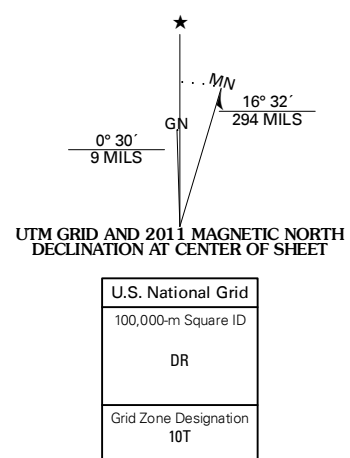 ★
MN
16° 32´
294 MILS
GN
0° 30´
9 MILS
UTM GRID AND 2011 MAGNETIC NORTH
DECLINATION AT CENTER OF SHEET
U.S. National Grid
100,000-m Square ID
DR
Grid Zone Designation
10T